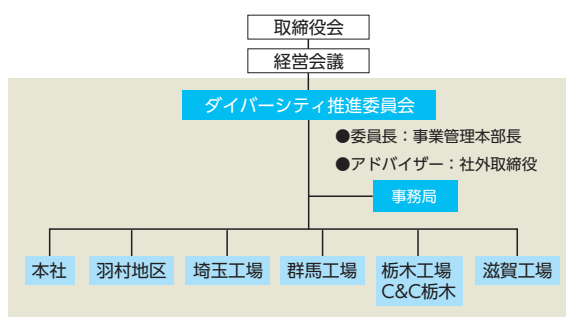 取締役会
経営会議
ダイバーシティ推進委員会
●委員長：事業管理本部長
●アドバイザー：社外取締役
事務局
本社
羽村地区
埼玉工場
群馬工場
栃木工場
C&C栃木
滋賀工場